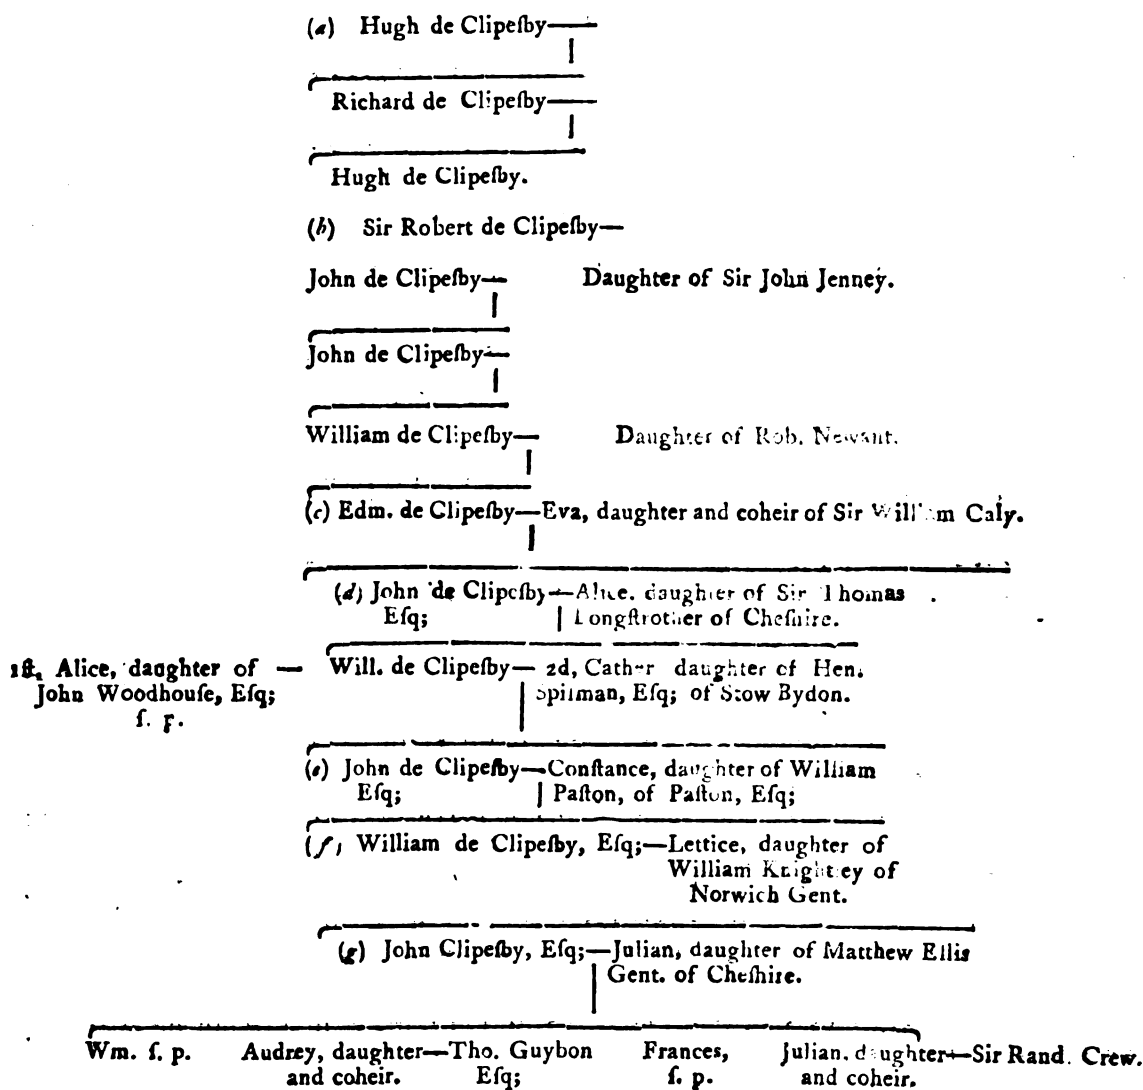 (a) Hugh de Clipeſby—
Richard de Clipeſby—
Hugh de Clipeſby.
(b) Sir Robert de Clipeſby—
John de Clipeſby— Daughter of Sir John Jenney.
John de Clipeſby—
William de Clipeſby— Daughter of Rob. Newant.
(c) Edm. de Clipeſby—Eva, daughter and coheir of Sir William Caly.
(d) John de Clipeſby—Alice, daughter of Sir Thomas
Eſq; Longſtrother of Cheſhire.
1ſt, Alice, daughter of — Will. de Clipeſby— 2d, Cather daughter of Hen.
John Woodhouſe, Eſq; Spilman, Eſq; of Stow Bydon.
ſ. p.
(e) John de Clipeſby—Conſtance, daughter of William
Eſq; Paſton, of Paſton, Eſq;
(f) William de Clipeſby, Eſq;—Lettice, daughter of
William Knightley of
Norwich Gent.
(g) John Clipeſby, Eſq;—Julian, daughter of Matthew Ellis
Gent. of Cheſhire.
Wm. ſ. p. Audrey, daughter—Tho. Guybon Frances, Julian, daughter—Sir Rand. Crew.
and coheir. Eſq; ſ. p. and coheir.